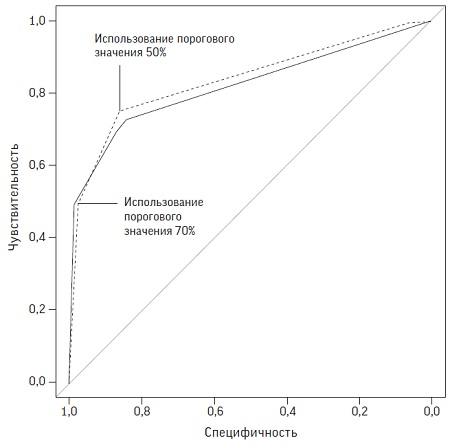 1,0
Использование порогового
значения 50%
0,8
0,6
Чувствительность
Использование
порогового
значения 70%
0,4
0,2
0,0
1,0 0,8 0,6 0,4 0,2 0,0
Специфичность